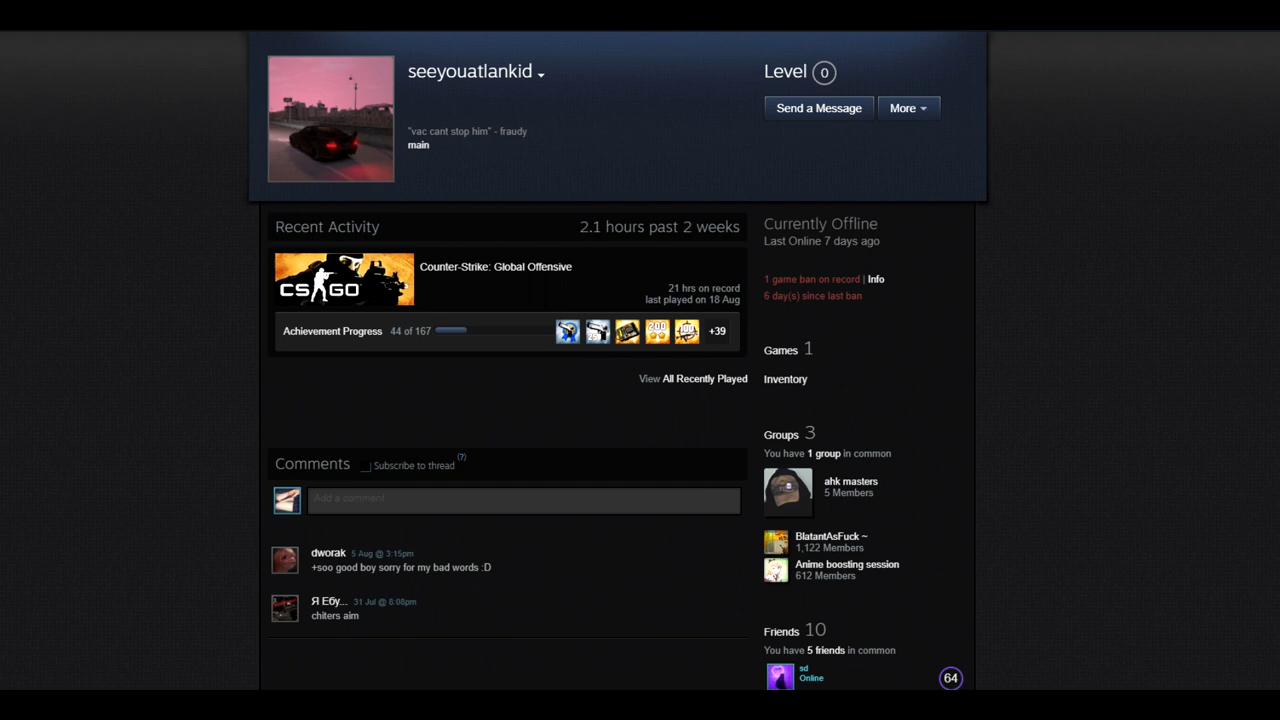 seeyouatlankid
"vac cant stop him" - fraudy
main
Level 0
Send a Message
More
Recent Activity
2.1 hours past 2 weeks
CS GO
Counter-Strike: Global Offensive
21 hrs on record
last played on 18 Aug
Achievement Progress 44 of 167
200
100
+39
View All Recently Played
Comments
Subscribe to thread (?)
Add a comment
dworak 5 Aug @ 3:15pm
+soo good boy sorry for my bad words :D
Я Ебу... 31 Jul @ 8:08pm
chiters aim
Currently Offline
Last Online 7 days ago
1 game ban on record | Info
6 day(s) since last ban
Games 1
Inventory
Groups 3
You have 1 group in common
ahk masters
5 Members
BlatantAsFuck ~
1,122 Members
Anime boosting session
612 Members
Friends 10
You have 5 friends in common
sd
Online
64